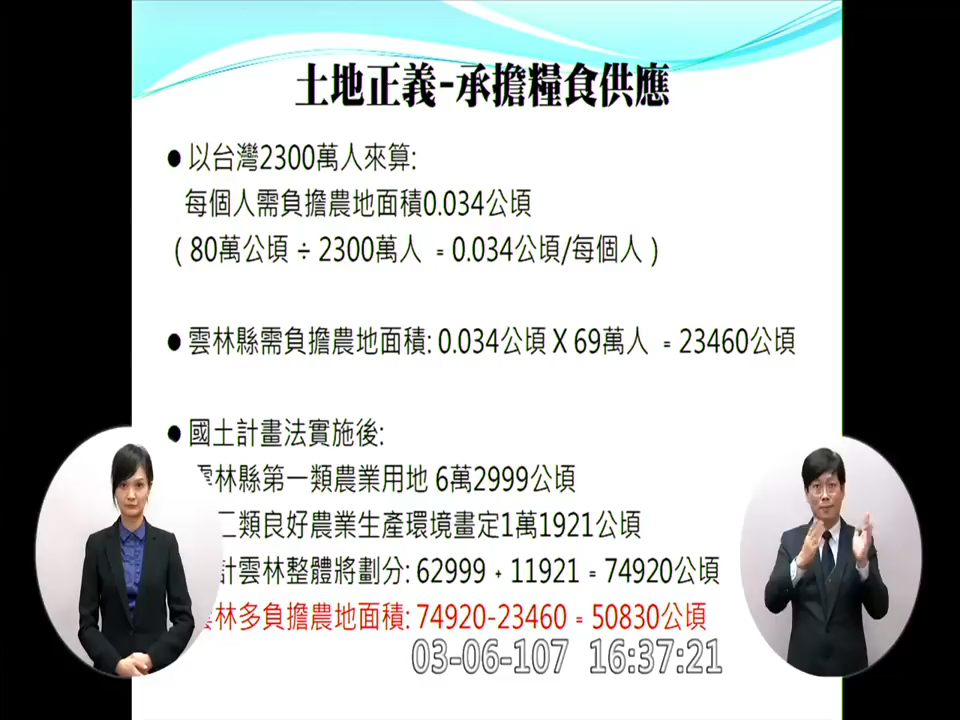 土地正義-承擔糧食供應
●以台灣2300萬人來算:
每個人需負擔農地面積0.034公頃
( 80萬公頃 ÷ 2300萬人 = 0.034公頃/每個人 )
●雲林縣需負擔農地面積: 0.034公頃 X 69萬人 = 23460公頃
●國土計畫法實施後:
雲林縣第一類農業用地 6萬2999公頃
二類良好農業生產環境畫定1萬1921公頃
計雲林整體將劃分: 62999 + 11921 = 74920公頃
林多負擔農地面積: 74920-23460 = 50830公頃
03-06-107 16:37:21